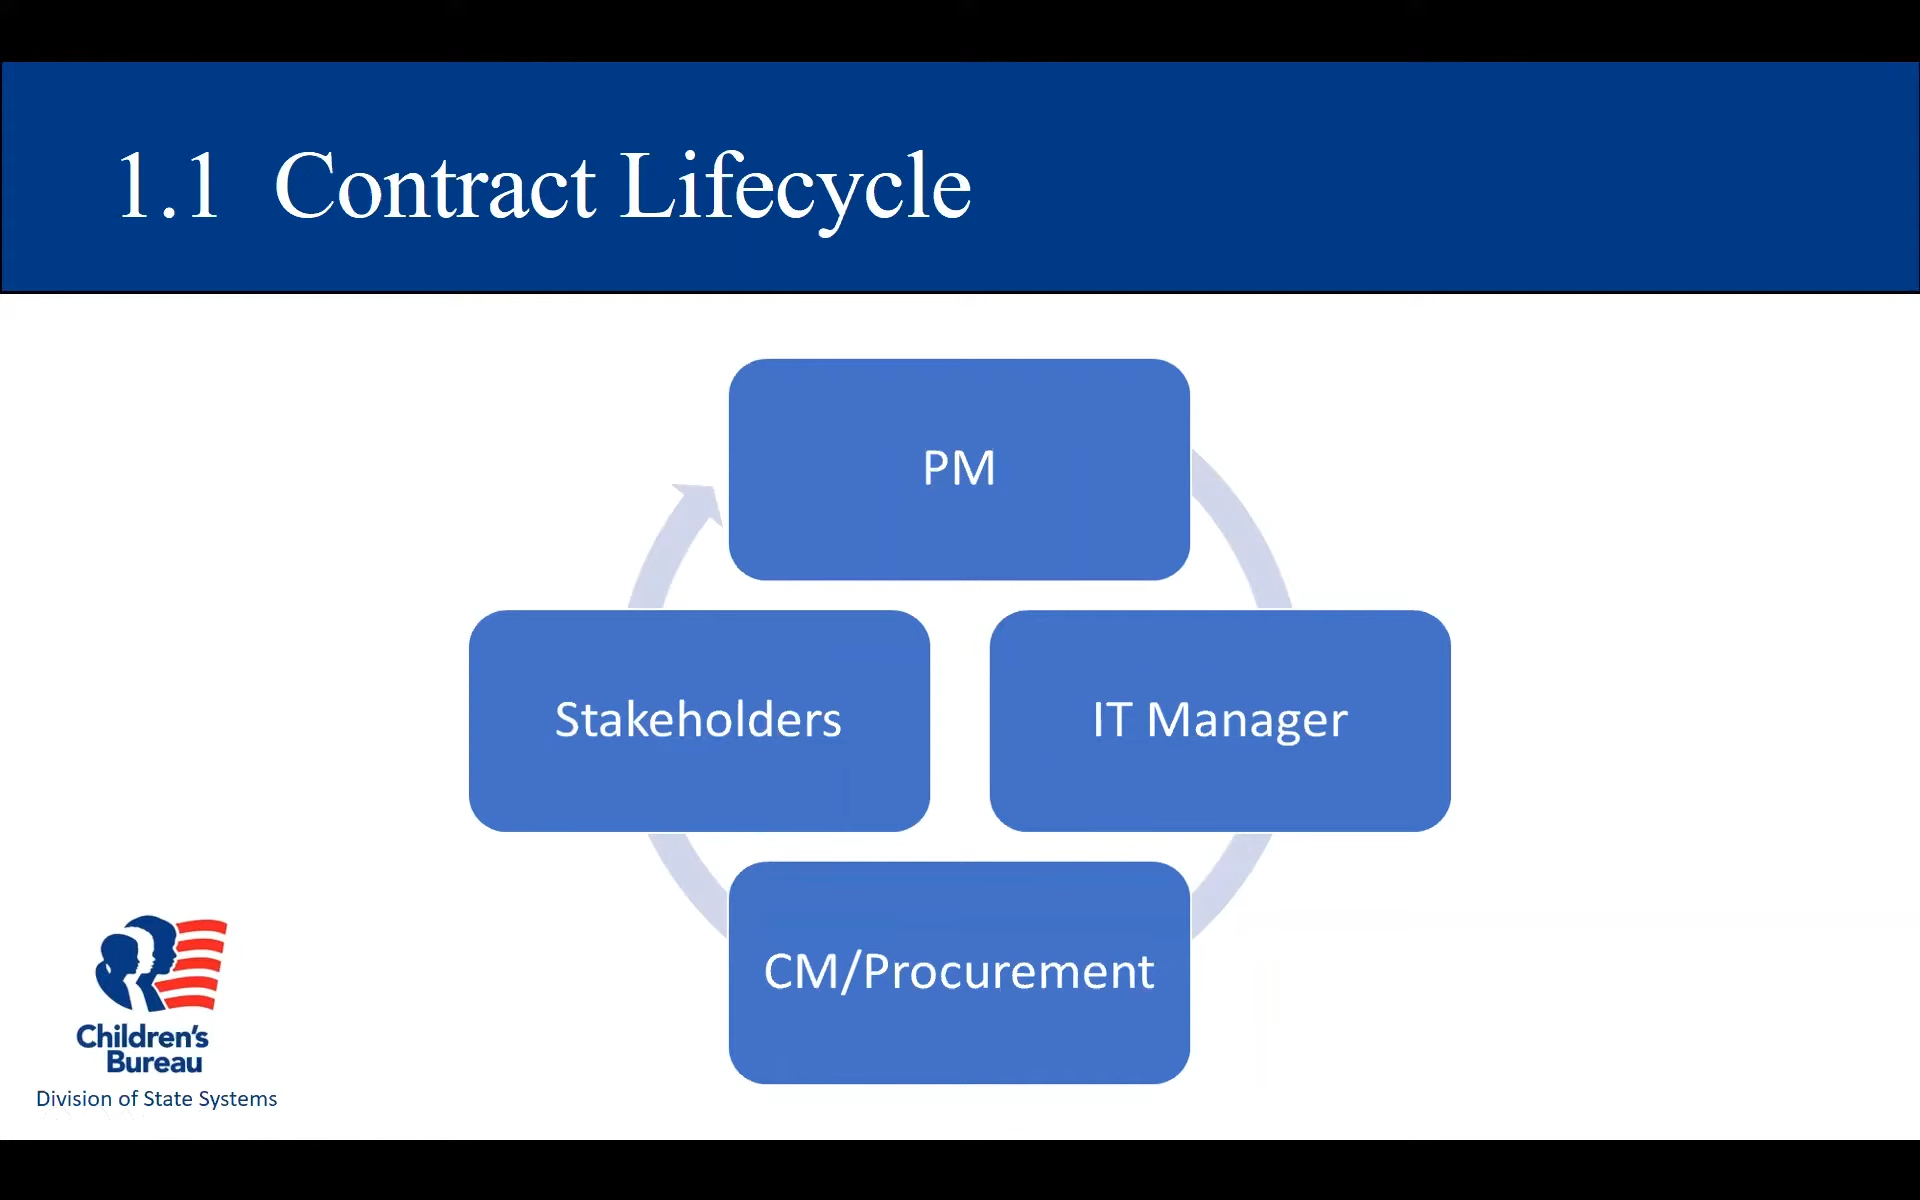 1.1 Contract Lifecycle
PM
Stakeholders
IT Manager
CM/Procurement
Children's
Bureau
Division of State Systems